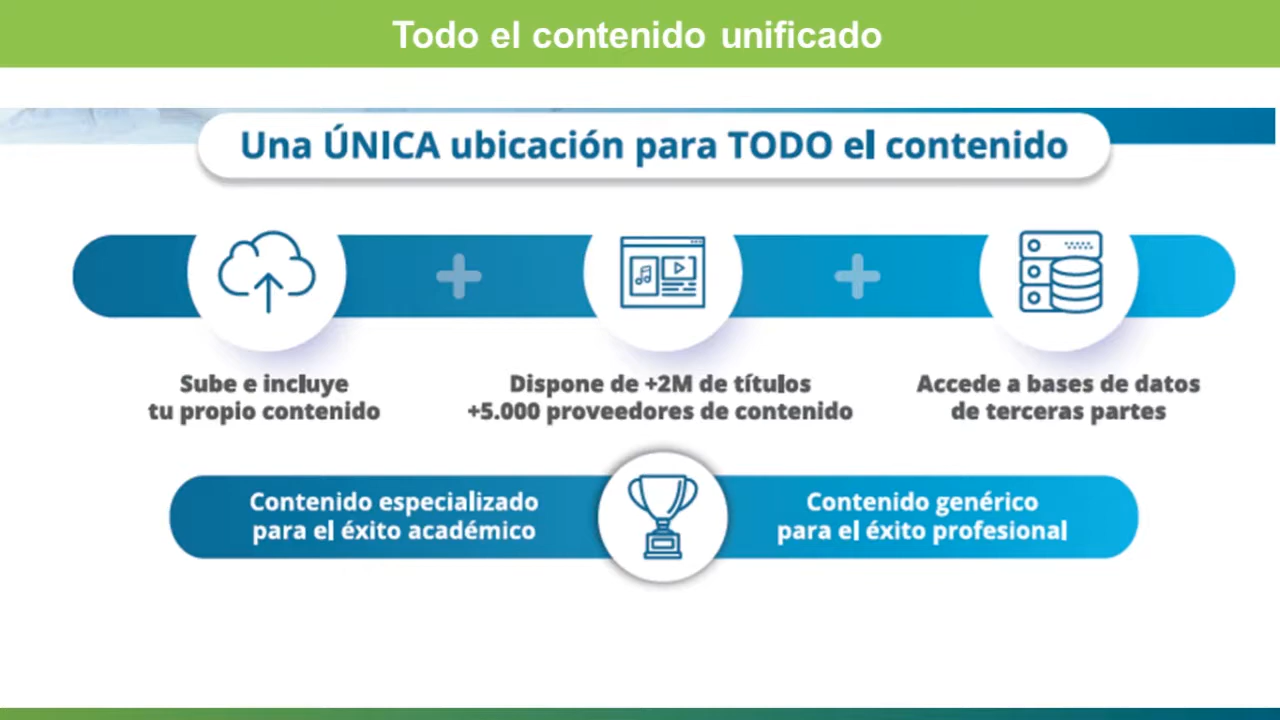 Todo el contenido unificado
Una ÚNICA ubicación para TODO el contenido
Sube e incluye
tu propio contenido
Dispone de +2M de títulos
+5.000 proveedores de contenido
Accede a bases de datos
de terceras partes
Contenido especializado
para el éxito académico
Contenido genérico
para el éxito profesional